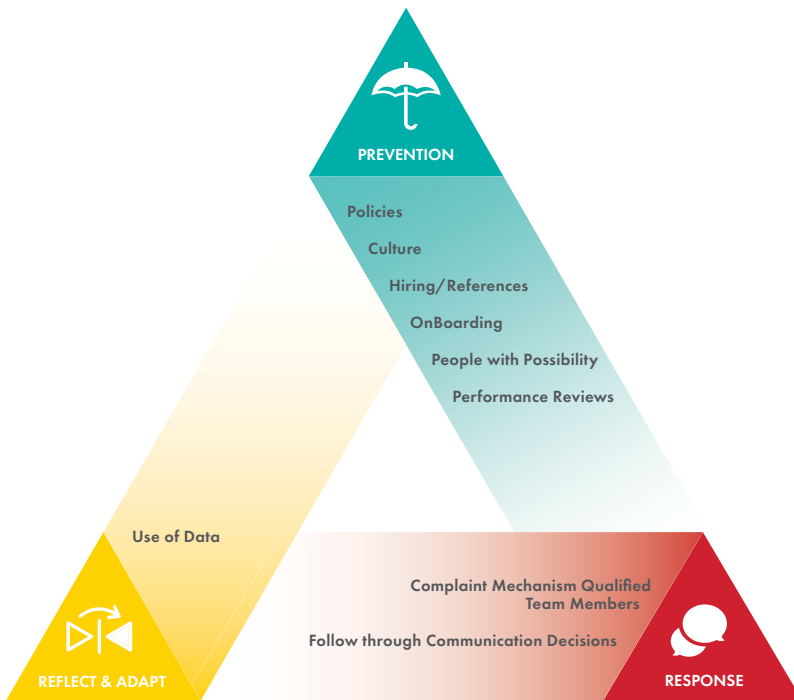 PREVENTION
Policies
Culture
Hiring/References
OnBoarding
People with Possibility
Performance Reviews
Use of Data
Complaint Mechanism Qualified
Team Members
Follow through Communication Decisions
REFLECT & ADAPT
RESPONSE